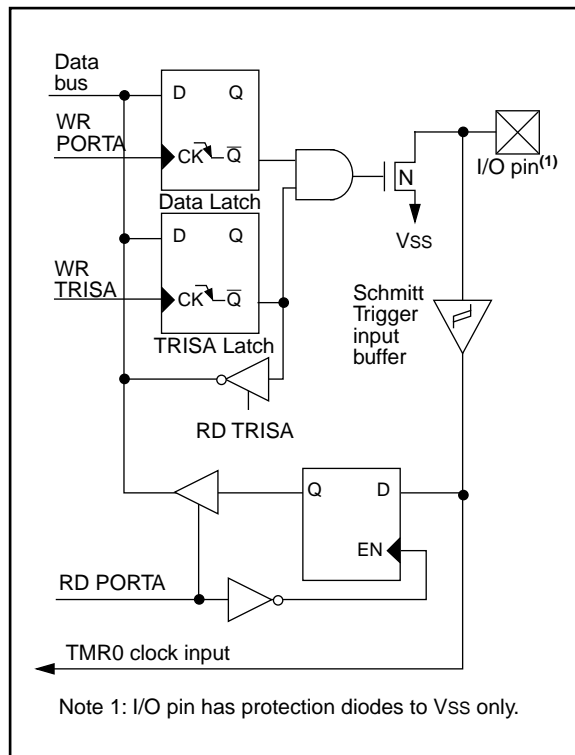 Data
bus
D Q
WR
PORTA
CK Q
Data Latch
N
I/O pin(1)
VSS
D Q
WR
TRISA
CK Q
TRISA Latch
Schmitt
Trigger
input
buffer
RD TRISA
Q D
EN
RD PORTA
TMR0 clock input
Note 1: I/O pin has protection diodes to VSS only.